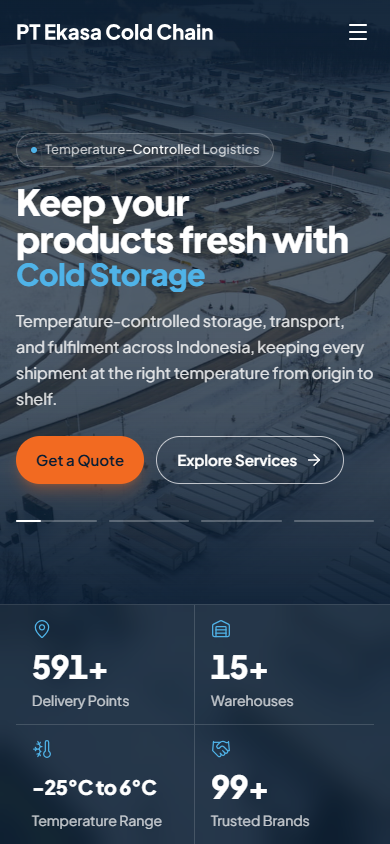 PT Ekasa Cold Chain
Temperature-Controlled Logistics
Keep your
products fresh with
Cold Storage
Temperature-controlled storage, transport,
and fulfilment across Indonesia, keeping every
shipment at the right temperature from origin to
shelf.
Get a Quote
Explore Services →
591+
Delivery Points
15+
Warehouses
-25°C to 6°C
Temperature Range
99+
Trusted Brands